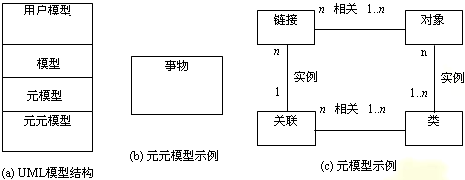 用户模型
模型
元模型
元元模型
(a) UML模型结构
事物
(b) 元元模型示例
链接
n 相关 1..n
对象
n
实例
1
n
实例
1..n
关联
n 相关 1..n
类
(c) 元模型示例